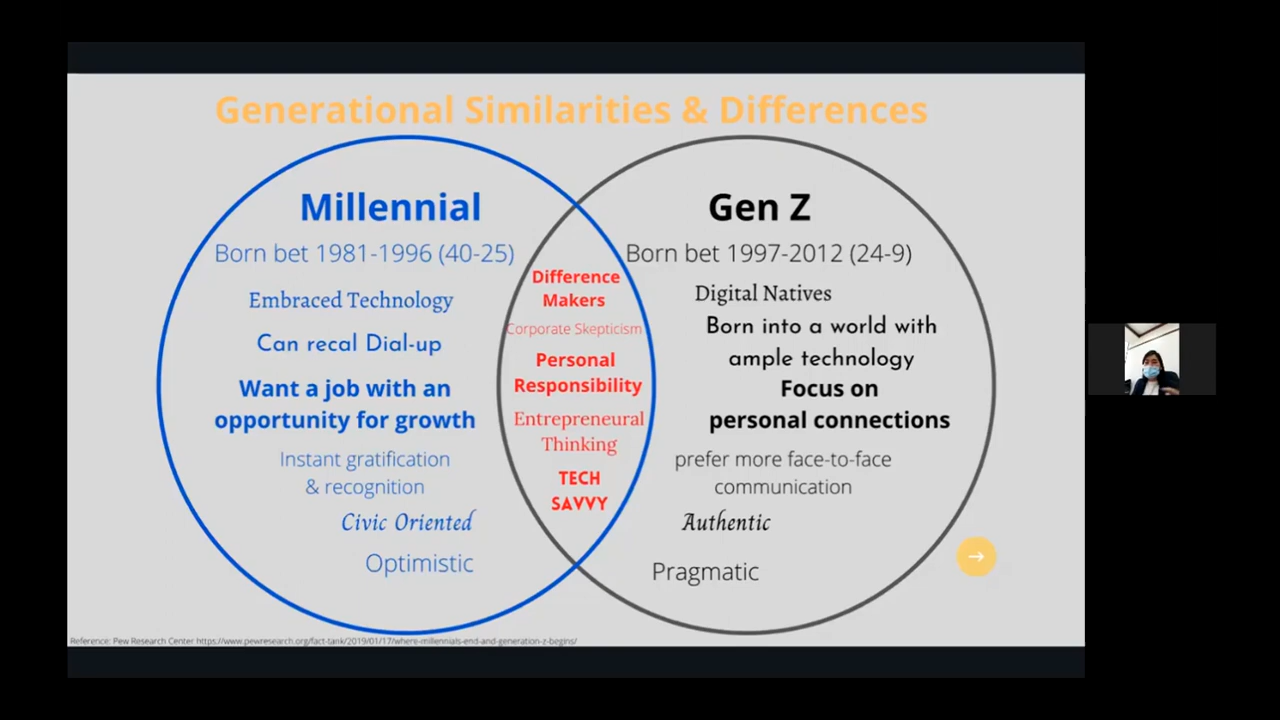 Generational Similarities & Differences
Millennial
Born bet 1981-1996 (40-25)
Embraced Technology
Can recal Dial-up
Want a job with an
opportunity for growth
Instant gratification
& recognition
Civic Oriented
Optimistic
Difference
Makers
Corporate Skepticism
Personal
Responsibility
Entrepreneural
Thinking
TECH
SAVVY
Gen Z
Born bet 1997-2012 (24-9)
Digital Natives
Born into a world with
ample technology
Focus on
personal connections
prefer more face-to-face
communication
Authentic
Pragmatic
Reference: Pew Research Center https://www.pewresearch.org/fact-tank/2019/01/17/where-millennials-end-and-generation-z-begins/